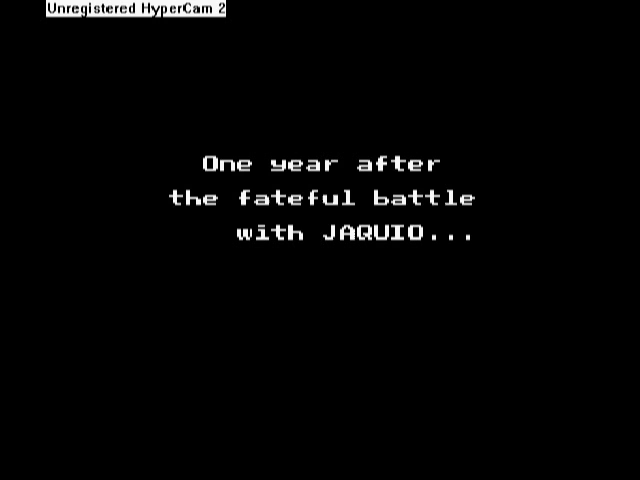 Unregistered HyperCam 2
One year after
the fateful battle
with JAQUIO...